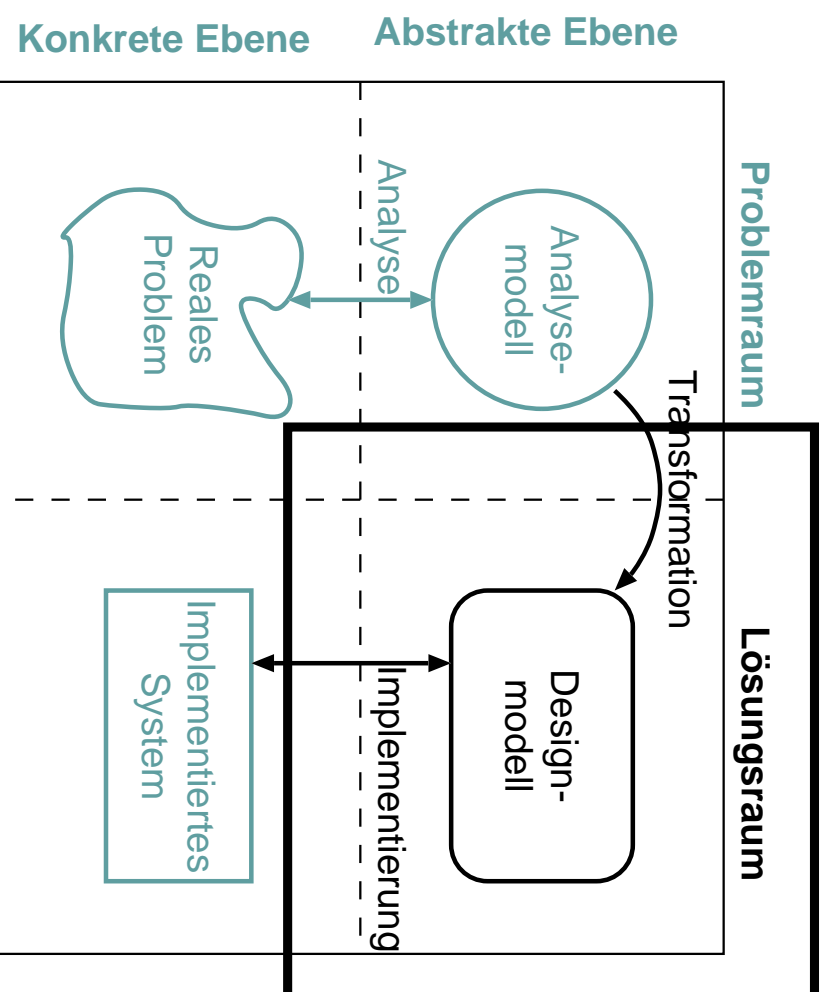 Konkrete Ebene
Abstrakte Ebene
Problemraum
Lösungsraum
Analyse-
modell
Analyse
Reales
Problem
Transformation
Design-
modell
Implementierung
Implementiertes
System